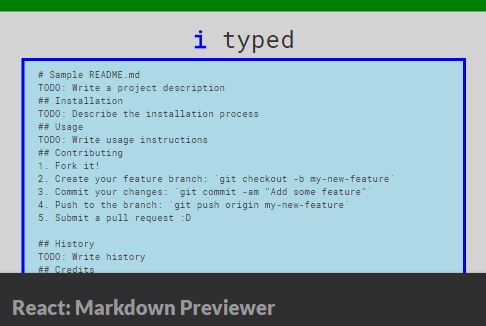 i typed
# Sample README.md
TODO: Write a project description
## Installation
TODO: Describe the installation process
## Usage
TODO: Write usage instructions
## Contributing
1. Fork it!
2. Create your feature branch: `git checkout -b my-new-feature`
3. Commit your changes: `git commit -am "Add some feature"`
4. Push to the branch: `git push origin my-new-feature`
5. Submit a pull request :D
## History
TODO: Write history
## Credits
React: Markdown Previewer